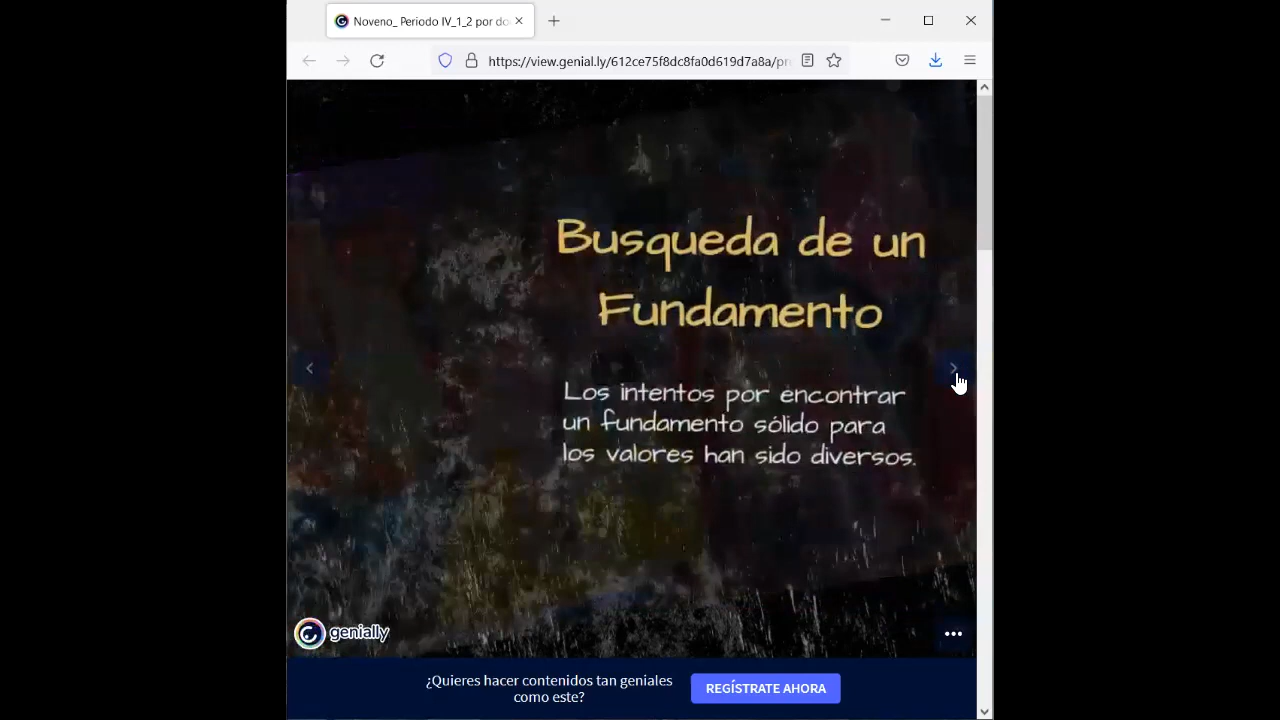 Noveno_ Periodo IV_1_2 por do
https://view.genial.ly/612ce75f8dc8fa0d619d7a8a/pre
Busqueda de un
Fundamento
Los intentos por encontrar
un fundamento sólido para
los valores han sido diversos.
genially
¿Quieres hacer contenidos tan geniales
como este?
REGÍSTRATE AHORA